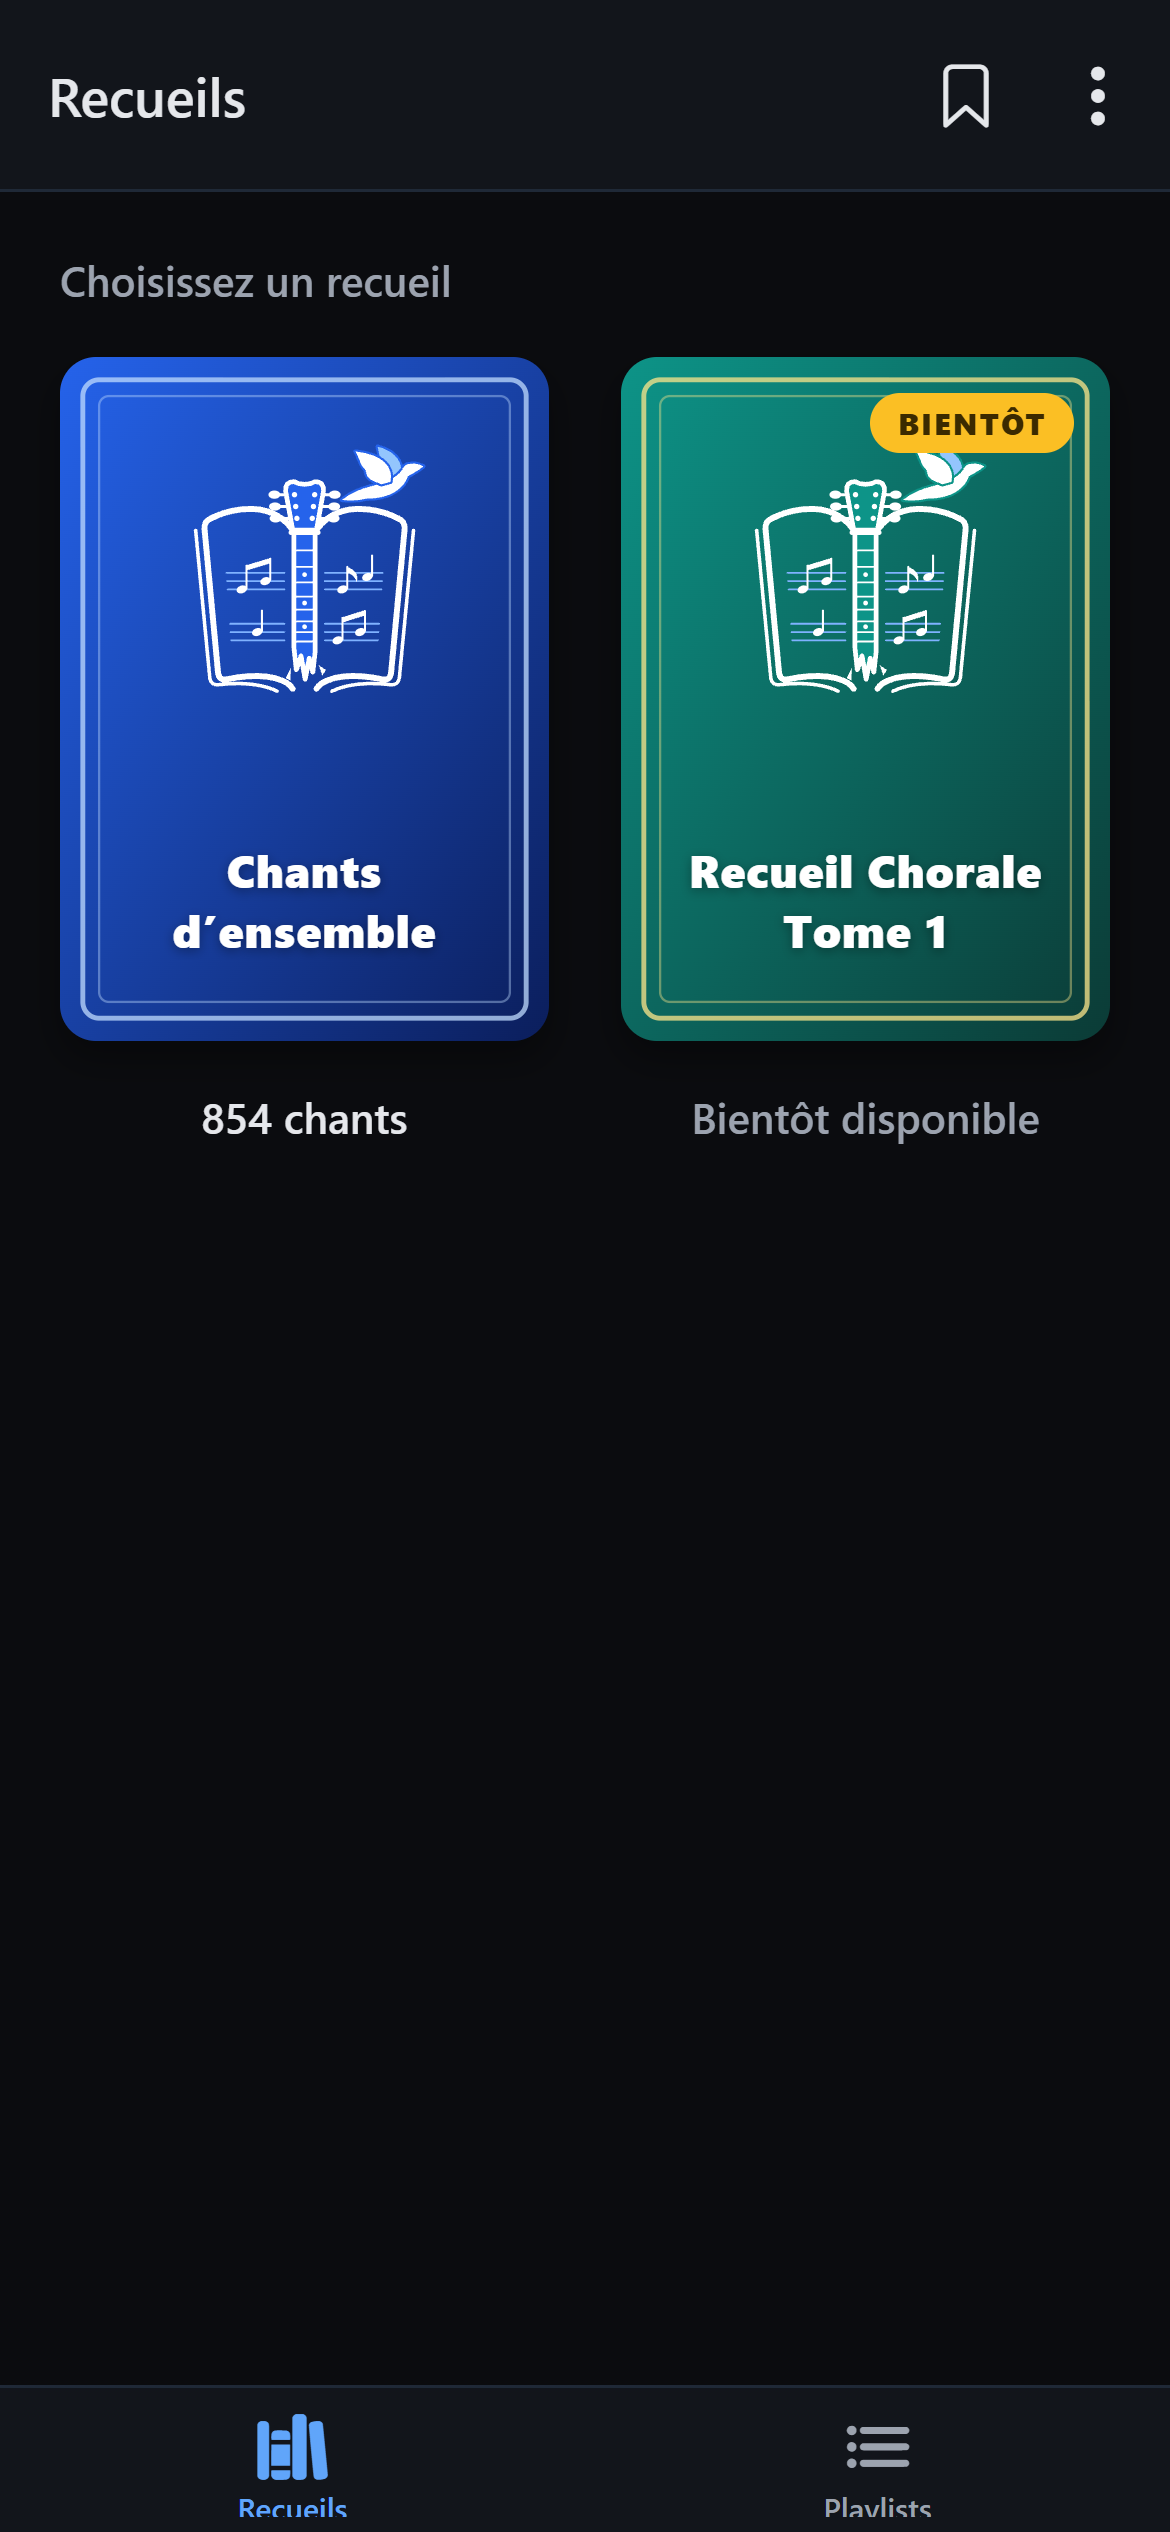 Recueils
Choisissez un recueil
BIENTÔT
Chants
d’ensemble
Recueil Chorale
Tome 1
854 chants
Bientôt disponible
Recueils
Playlists